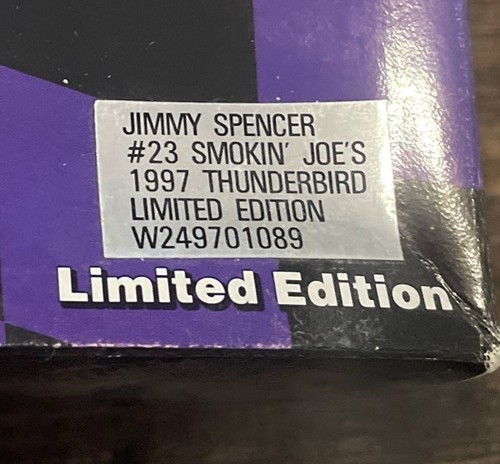 JIMMY SPENCER
#23 SMOKIN' JOE'S
1997 THUNDERBIRD
LIMITED EDITION
W249701089
Limited Edition